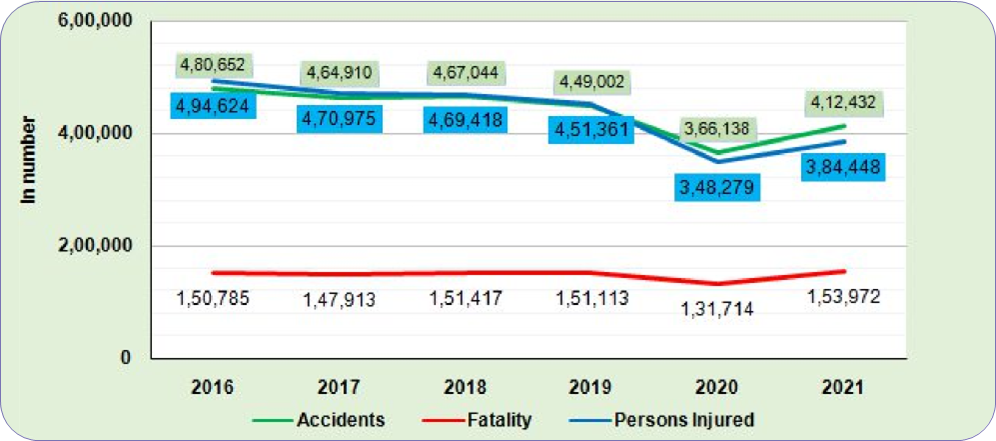 6,00,000
4,80,652 4,64,910 4,67,044 4,49,002
4,12,432
4,94,624 4,70,975 4,69,418 4,51,361
4,00,000
3,66,138
3,84,448
3,48,279
In number
2,00,000
1,50,785 1,47,913 1,51,417 1,51,113 1,31,714 1,53,972
0
2016 2017 2018 2019 2020 2021
Accidents Fatality Persons Injured